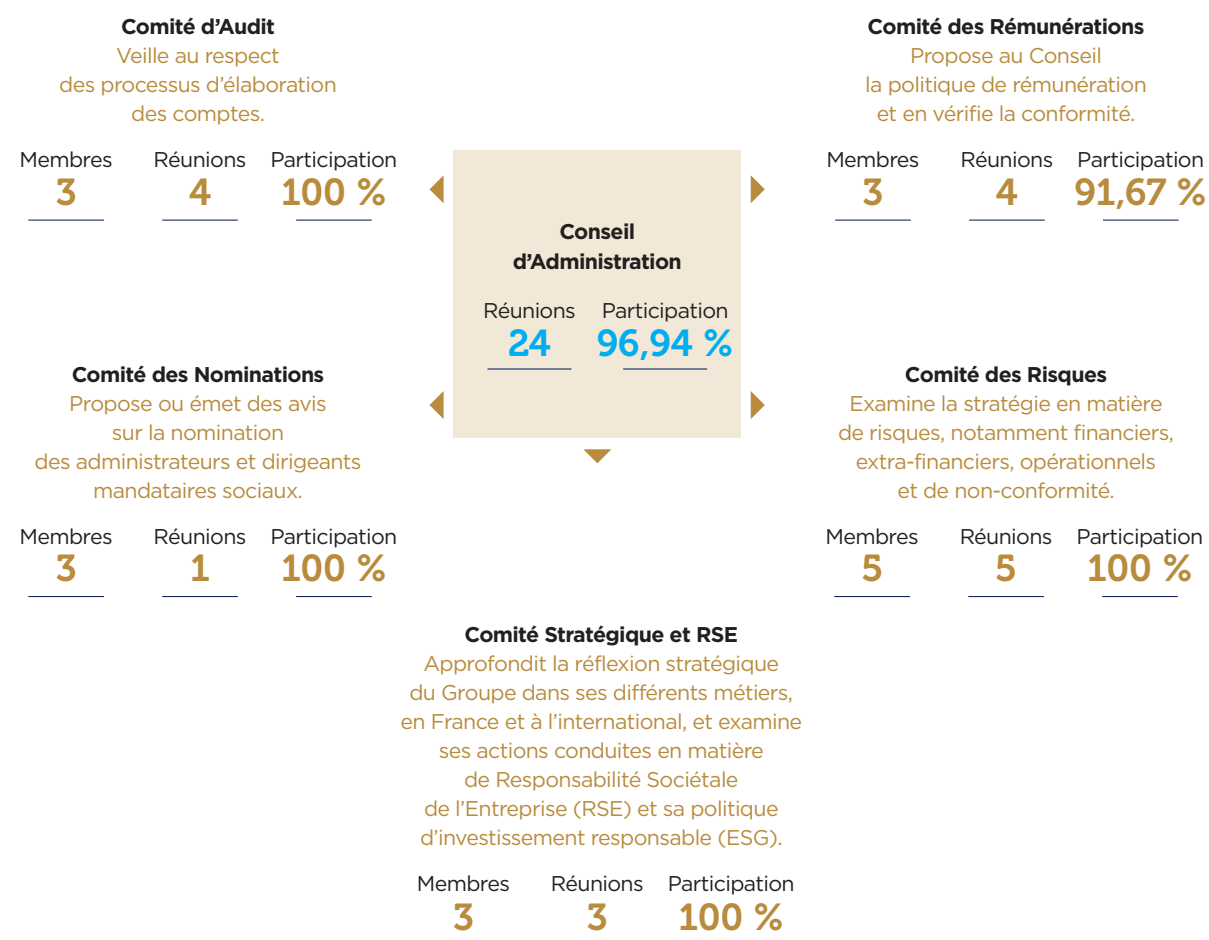 Comité d’Audit
Veille au respect
des processus d’élaboration
des comptes.
Membres Réunions Participation
3 4 100 %
Comité des Rémunérations
Propose au Conseil
la politique de rémunération
et en vérifie la conformité.
Membres Réunions Participation
3 4 91,67 %
Conseil
d’Administration
Réunions Participation
24 96,94 %
Comité des Nominations
Propose ou émet des avis
sur la nomination
des administrateurs et dirigeants
mandataires sociaux.
Membres Réunions Participation
3 1 100 %
Comité des Risques
Examine la stratégie en matière
de risques, notamment financiers,
extra-financiers, opérationnels
et de non-conformité.
Membres Réunions Participation
5 5 100 %
Comité Stratégique et RSE
Approfondit la réflexion stratégique
du Groupe dans ses différents métiers,
en France et à l’international, et examine
ses actions conduites en matière
de Responsabilité Sociétale
de l’Entreprise (RSE) et sa politique
d’investissement responsable (ESG).
Membres Réunions Participation
3 3 100 %